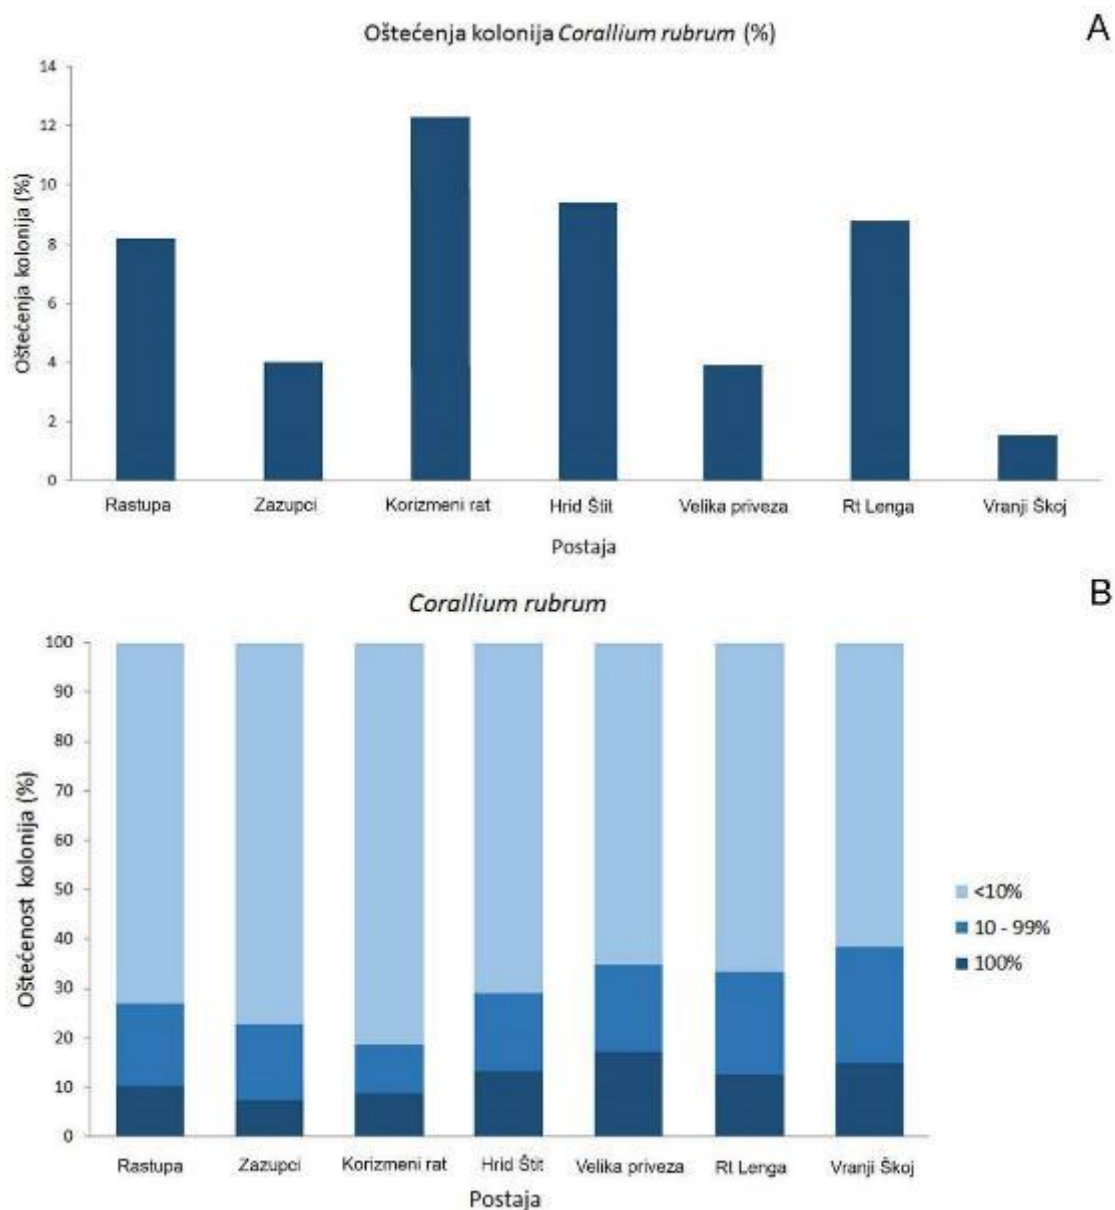 Oštećenja kolonija Corallium rubrum (%)
A
Oštećenja kolonija (%)
14
12
10
8
6
4
2
0
Rastupa Zazupci Korizmeni rat Hrid Štit Velika priveza Rt Lenga Vranji Škoj
Postaja
Corallium rubrum
B
Oštećenost kolonija (%)
100
90
80
70
60
50
40
30
20
10
0
<10%
10 - 99%
100%
Rastupa Zazupci Korizmeni rat Hrid Štit Velika priveza Rt Lenga Vranji Škoj
Postaja